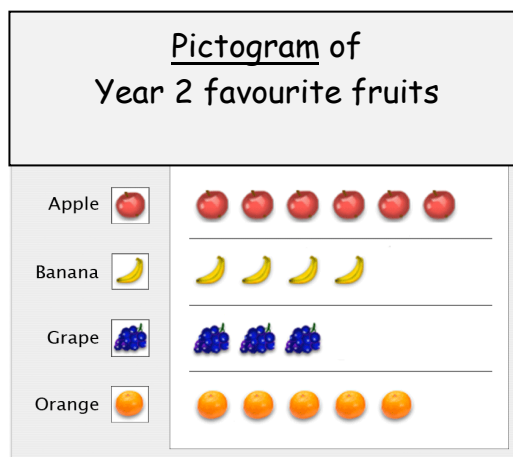 Pictogram of
Year 2 favourite fruits
Apple
Banana
Grape
Orange